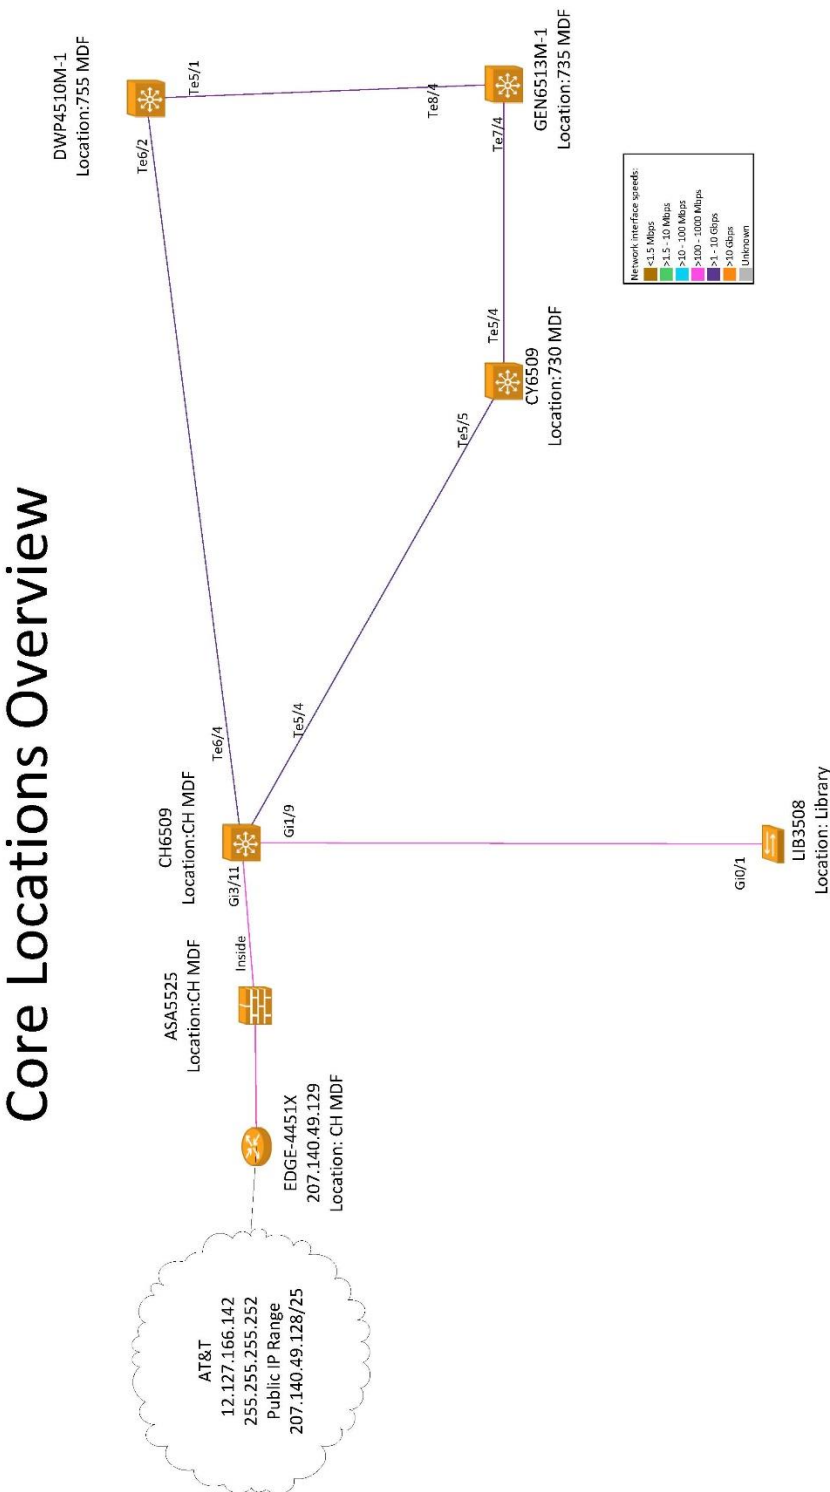 Core Locations Overview
AT&T
12.127.166.142
255.255.255.252
Public IP Range
207.140.49.128/25
EDGE-4451X
207.140.49.129
Location: CH MDF
ASA5525
Location:CH MDF
Inside
CH6509
Location:CH MDF
Gi3/11
Te6/4
Te5/4
Gi1/9
Gi0/1
LIB3508
Location: Library
DWP4510M-1
Location:755 MDF
Te6/2
Te5/1
Te8/4
GEN6513M-1
Location:735 MDF
Te7/4
Te5/4
CY6509
Location:730 MDF
Te5/5
Network interface speeds:
<1.5 Mbps
>1.5 - 10 Mbps
>10 - 100 Mbps
>100 - 1000 Mbps
>1 - 10 Gbps
>10 Gbps
Unknown